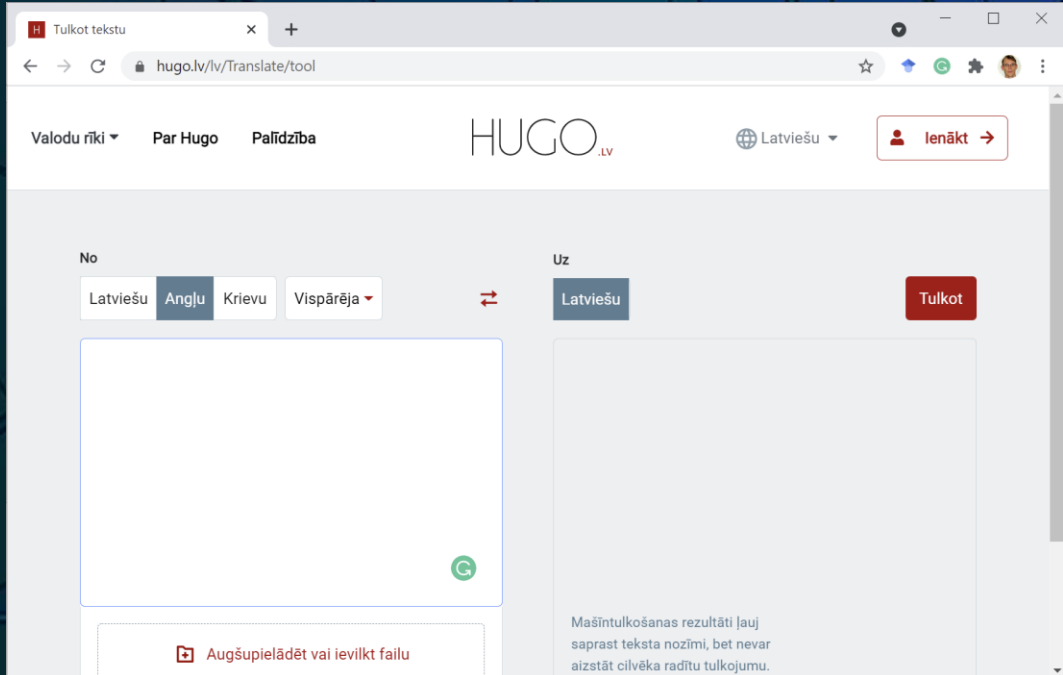 H Tulkot tekstu
hugo.lv/lv/Translate/tool
Valodu rīki
Par Hugo
Palīdzība
HUGO.LV
Latviešu
Ienākt
No
Latviešu
Angļu
Krievu
Vispārēja
Uz
Latviešu
Tulkot
G
Augšupielādēt vai ievilkt failu
Mašīntulkošanas rezultāti ļauj
saprast teksta nozīmi, bet nevar
aizstāt cilvēka radītu tulkojumu.